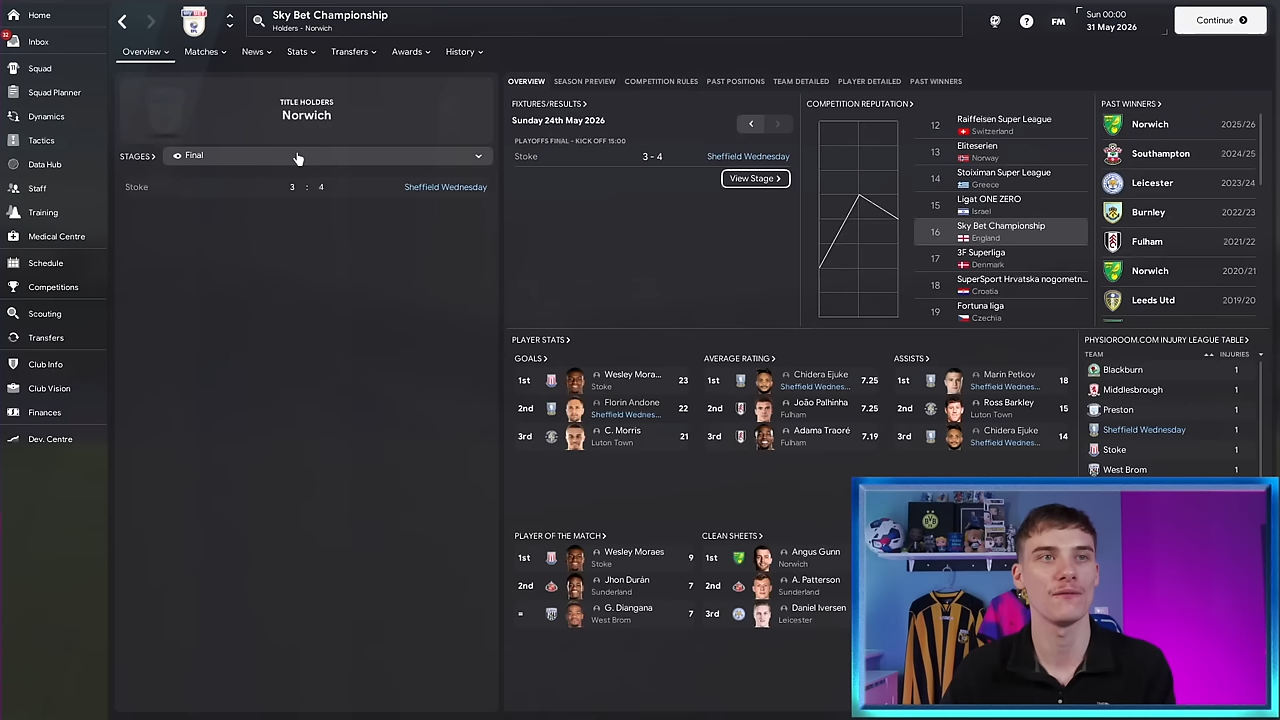 Home
32
Inbox
Squad
Squad Planner
Dynamics
Tactics
Data Hub
Staff
Training
Medical Centre
Schedule
Competitions
Scouting
Transfers
Club Info
Club Vision
Finances
Dev. Centre
Sky Bet Championship
Holders - Norwich
?
FM
Sun 00:00
31 May 2026
Continue
Overview
Matches
News
Stats
Transfers
Awards
History
TITLE HOLDERS
Norwich
STAGES
Final
Stoke 3 : 4 Sheffield Wednesday
OVERVIEW SEASON PREVIEW COMPETITION RULES PAST POSITIONS TEAM DETAILED PLAYER DETAILED PAST WINNERS
FIXTURES/RESULTS
Sunday 24th May 2026
PLAYOFFS FINAL - KICK OFF 15:00
Stoke 3 - 4 Sheffield Wednesday
View Stage
COMPETITION REPUTATION
12 Raiffeisen Super League
Switzerland
13 Eliteserien
Norway
14 Stoiximan Super League
Greece
15 Ligat ONE ZERO
Israel
16 Sky Bet Championship
England
17 3F Superliga
Denmark
18 SuperSport Hrvatska nogometn...
Croatia
19 Fortuna liga
Czechia
PAST WINNERS
Norwich 2025/26
Southampton 2024/25
Leicester 2023/24
Burnley 2022/23
Fulham 2021/22
Norwich 2020/21
Leeds Utd 2019/20
PLAYER STATS
GOALS
1st Wesley Mora... 23
Stoke
2nd Florin Andone 22
Sheffield Wednes...
3rd C. Morris 21
Luton Town
AVERAGE RATING
1st Chidera Ejuke 7.25
Sheffield Wednes...
2nd João Palhinha 7.25
Fulham
3rd Adama Traoré 7.19
Fulham
ASSISTS
1st Marin Petkov 18
Sheffield Wednes...
2nd Ross Barkley 15
Luton Town
3rd Chidera Ejuke 14
Sheffield Wednes...
PHYSIOROOM.COM INJURY LEAGUE TABLE
TEAM INJURIES
Blackburn 1
Middlesbrough 1
Preston 1
Sheffield Wednesday 1
Stoke 1
West Brom 1
PLAYER OF THE MATCH
1st Wesley Moraes 9
Stoke
2nd Jhon Durán 7
Sunderland
= G. Diangana 7
West Brom
CLEAN SHEETS
1st Angus Gunn
Norwich
2nd A. Patterson
Sunderland
3rd Daniel Iversen
Leicester